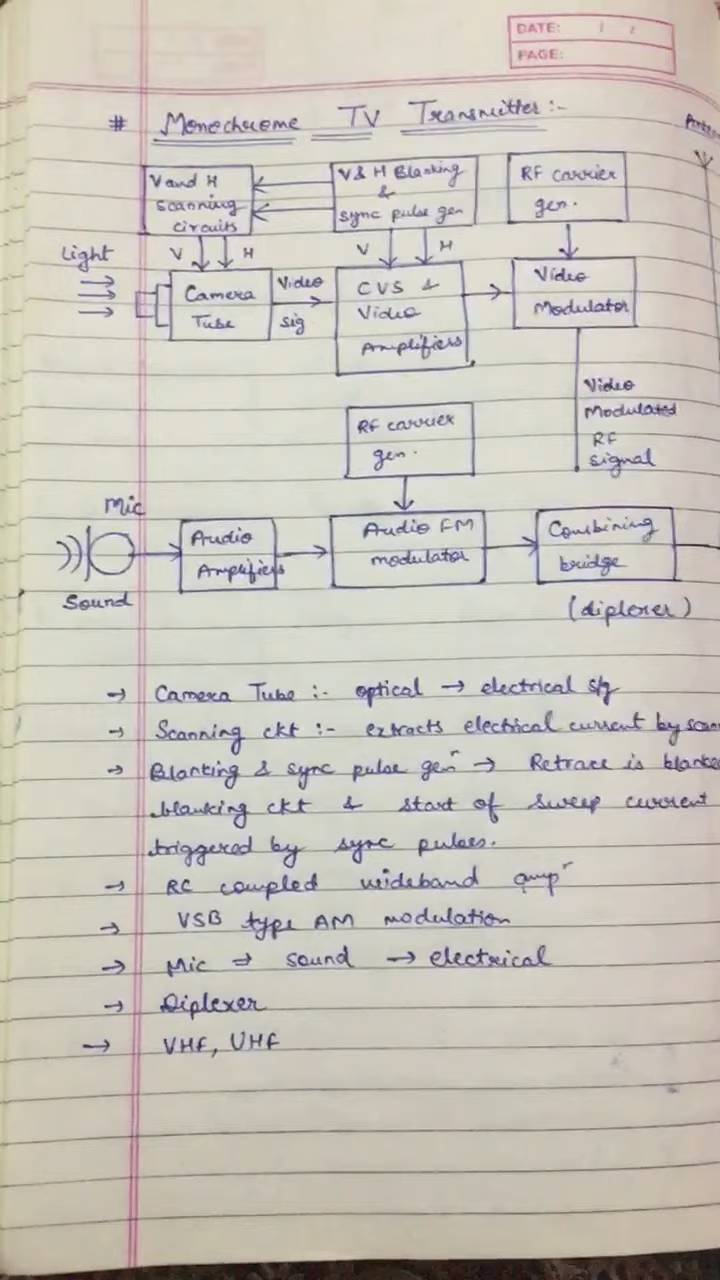 DATE: / /
PAGE:
# Monochrome TV Transmitter :-
V and H
scanning
circuits
V & H Blanking
&
sync pulse gen
RF carrier
gen.
Light
V H
V H
Camera
Tube
Video
sig
CVS &
Video
Amplifiers
Video
Modulator
Video
Modulated
RF
signal
RF carrier
gen.
Mic
Sound
Audio
Amplifiers
Audio FM
modulator
Combining
bridge
(diplexer)
→ Camera Tube :- optical → electrical s/g
→ Scanning ckt :- extracts electrical current by
→ Blanking & sync pulse genⁿ → Retrace is
blanking ckt & start of sweep current
triggered by sync pulses.
→ RC coupled wideband ampʳ
→ VSB type AM modulation
→ Mic → sound → electrical
→ Diplexer
→ VHF, UHF